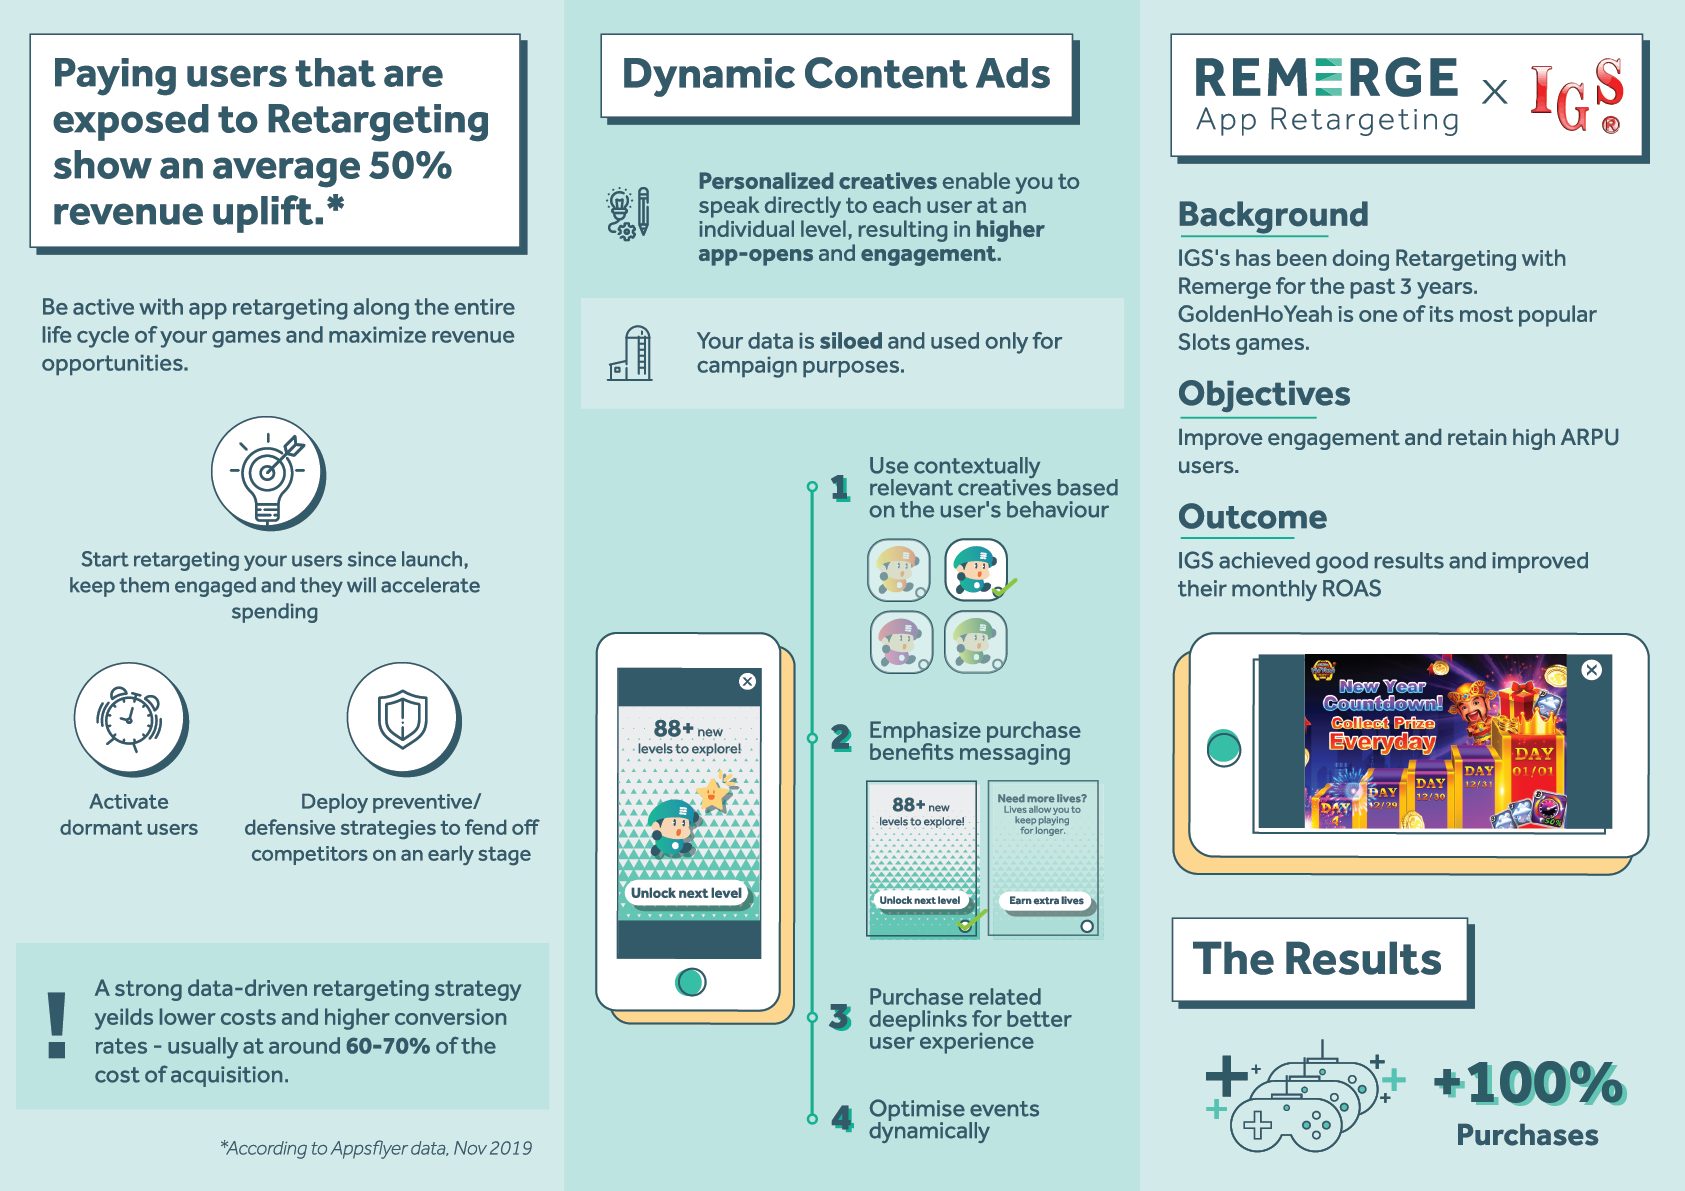 Paying users that are
exposed to Retargeting
show an average 50%
revenue uplift.*
Be active with app retargeting along the entire
life cycle of your games and maximize revenue
opportunities.
Start retargeting your users since launch,
keep them engaged and they will accelerate
spending
Activate
dormant users
Deploy preventive/
defensive strategies to fend off
competitors on an early stage
!
A strong data-driven retargeting strategy
yeilds lower costs and higher conversion
rates - usually at around 60-70% of the
cost of acquisition.
*According to Appsflyer data, Nov 2019
Dynamic Content Ads
Personalized creatives enable you to
speak directly to each user at an
individual level, resulting in higher
app-opens and engagement.
Your data is siloed and used only for
campaign purposes.
1
Use contextually
relevant creatives based
on the user's behaviour
88+ new
levels to explore!
Unlock next level
2
Emphasize purchase
benefits messaging
88+ new
levels to explore!
Unlock next level
Need more lives?
Lives allow you to
keep playing
for longer.
Earn extra lives
3
Purchase related
deeplinks for better
user experience
4
Optimise events
dynamically
REMERGE
App Retargeting
x
IGS®
Background
IGS's has been doing Retargeting with
Remerge for the past 3 years.
GoldenHoYeah is one of its most popular
Slots games.
Objectives
Improve engagement and retain high ARPU
users.
Outcome
IGS achieved good results and improved
their monthly ROAS
New Year
Countdown!
Collect Prize
Everyday
DAY
DAY
12/29
DAY
12/30
DAY
12/31
DAY
01/01
The Results
+100%
Purchases